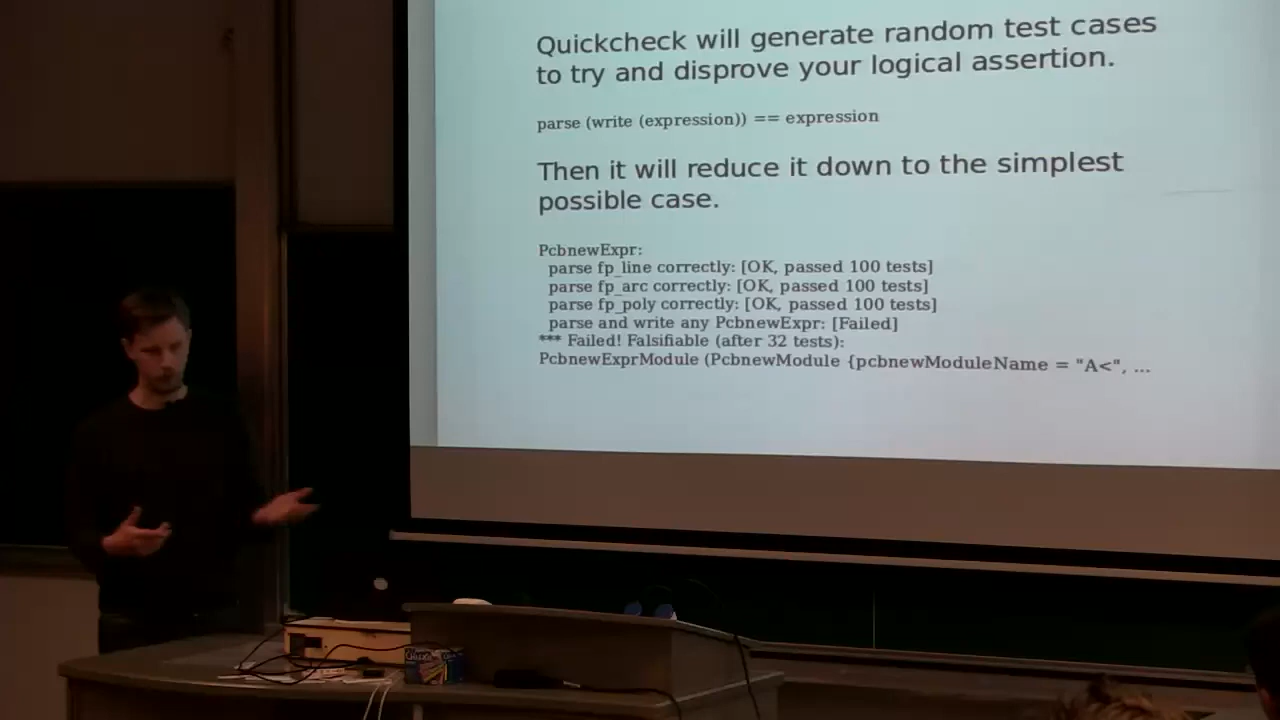 Quickcheck will generate random test cases
to try and disprove your logical assertion.
parse (write (expression)) == expression
Then it will reduce it down to the simplest
possible case.
PcbnewExpr:
parse fp_line correctly: [OK, passed 100 tests]
parse fp_arc correctly: [OK, passed 100 tests]
parse fp_poly correctly: [OK, passed 100 tests]
parse and write any PcbnewExpr: [Failed]
*** Failed! Falsifiable (after 32 tests):
PcbnewExprModule (PcbnewModule {pcbnewModuleName = "A<", ...